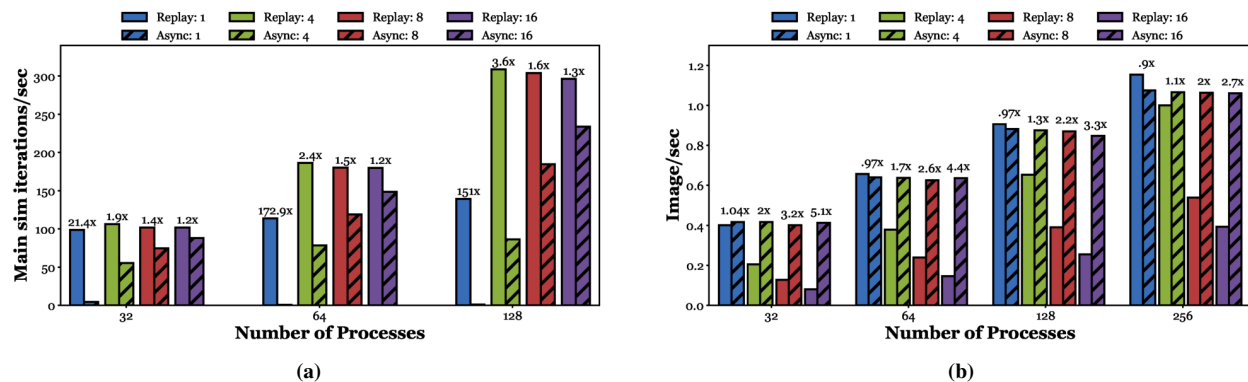 Replay: 1 Replay: 4 Replay: 8 Replay: 16
Async: 1 Async: 4 Async: 8 Async: 16
Main sim iterations/sec
300
250
200
150
100
50
0
21.4x 1.9x 1.4x 1.2x
172.9x 2.4x 1.5x 1.2x
151x 3.6x 1.6x 1.3x
32 64 128
Number of Processes
(a)
Replay: 1 Replay: 4 Replay: 8 Replay: 16
Async: 1 Async: 4 Async: 8 Async: 16
Image/sec
1.2
1.0
0.8
0.6
0.4
0.2
0.0
1.04x 2x 3.2x 5.1x
.97x 1.7x 2.6x 4.4x
.97x 1.3x 2.2x 3.3x
.9x 1.1x 2x 2.7x
32 64 128 256
Number of Processes
(b)